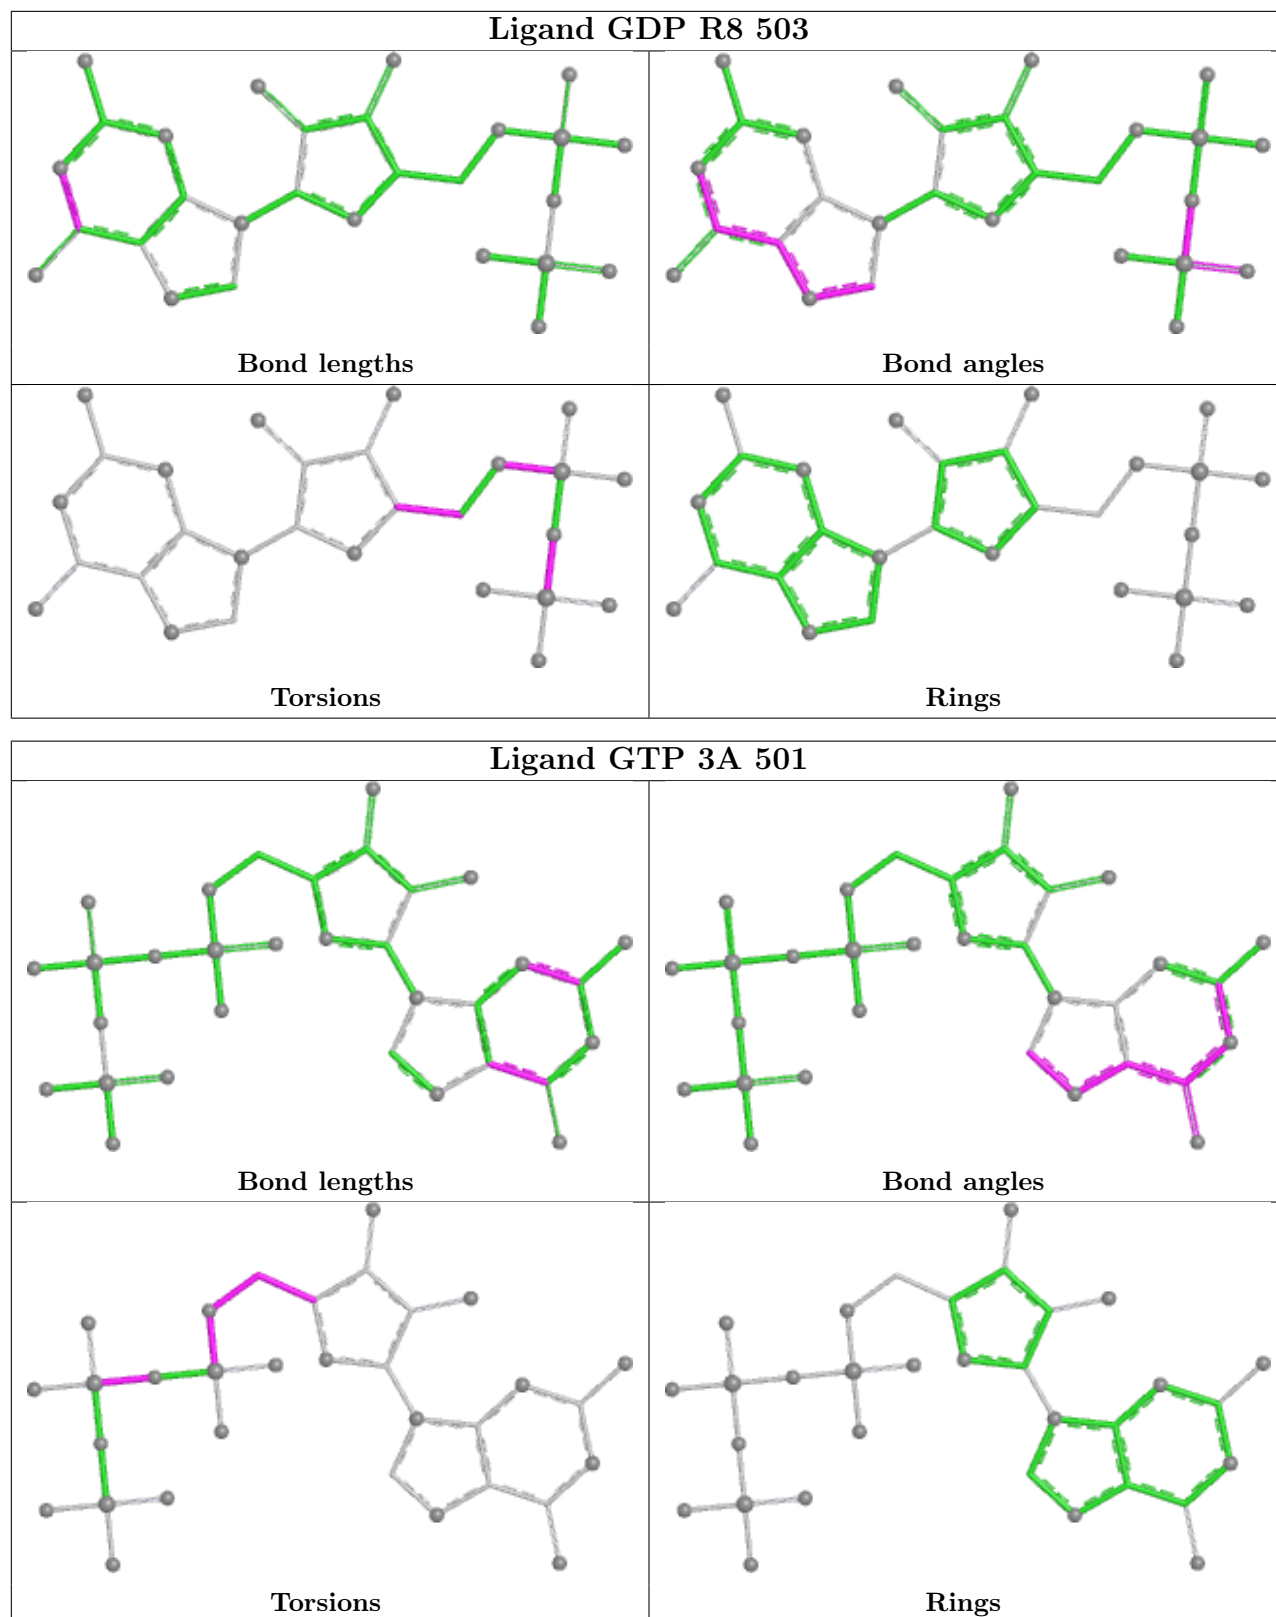 Ligand GDP R8 503
Bond lengths
Bond angles
Torsions
Rings
Ligand GTP 3A 501
Bond lengths
Bond angles
Torsions
Rings